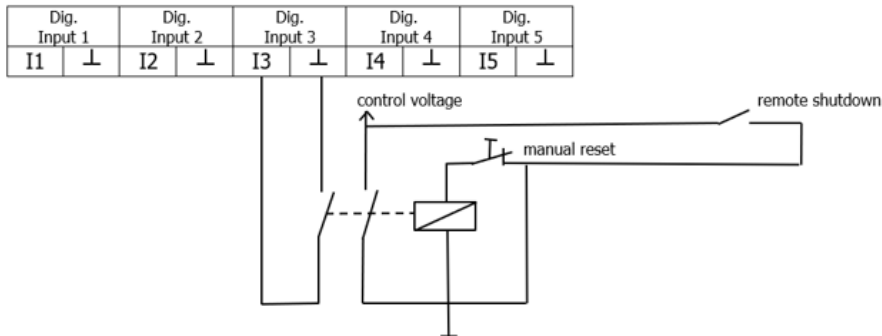 Dig. Dig. Dig. Dig. Dig.
Input 1 Input 2 Input 3 Input 4 Input 5
I1 ⊥ I2 ⊥ I3 ⊥ I4 ⊥ I5 ⊥
control voltage
remote shutdown
manual reset